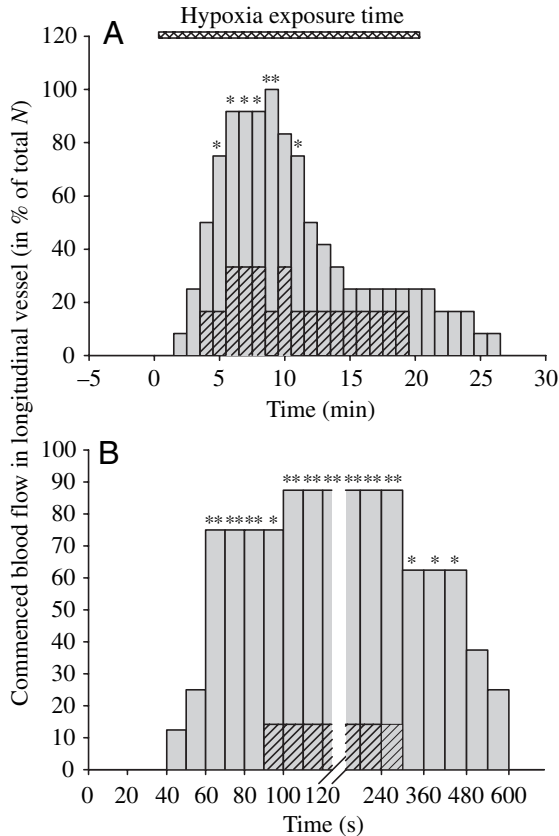 Hypoxia exposure time
A
120
100
80
60
40
20
0
* * * * ** *
−5 0 5 10 15 20 25 30
Time (min)
Commenced blood flow in longitudinal vessel (in % of total N)
B
100
90
80
70
60
50
40
30
20
10
0
** ** ** * ** ** ** ** ** ** * * *
0 20 40 60 80 100 120 240 360 480 600
Time (s)